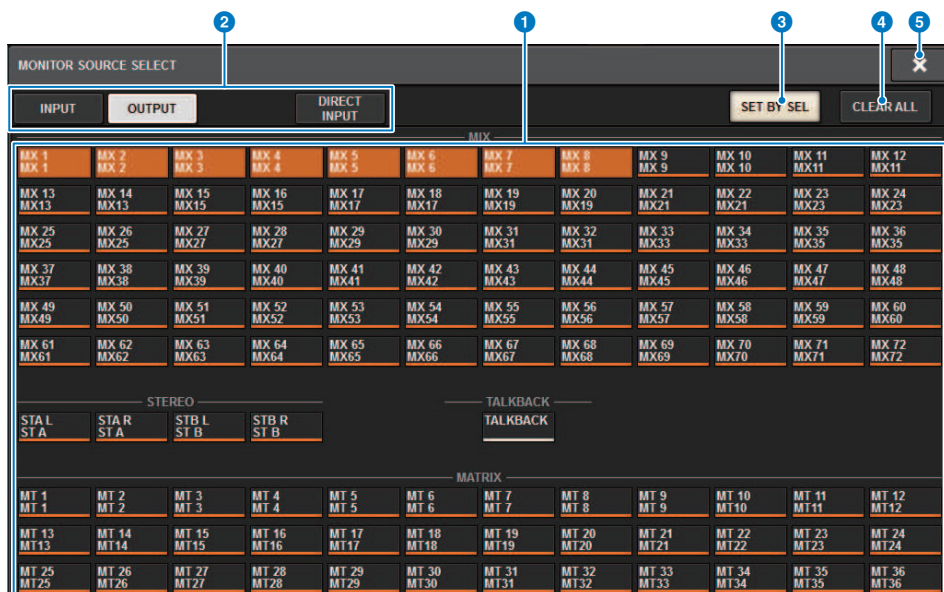 2 1 3 4 5
MONITOR SOURCE SELECT ×
INPUT OUTPUT DIRECT INPUT SET BY SEL CLEAR ALL
MIX
MX 1 MX 2 MX 3 MX 4 MX 5 MX 6 MX 7 MX 8 MX 9 MX 10 MX 11 MX 12
MX 1 MX 2 MX 3 MX 4 MX 5 MX 6 MX 7 MX 8 MX 9 MX 10 MX11 MX11
MX 13 MX 14 MX 15 MX 16 MX 17 MX 18 MX 19 MX 20 MX 21 MX 22 MX 23 MX 24
MX13 MX13 MX15 MX15 MX17 MX17 MX19 MX19 MX21 MX21 MX23 MX23
MX 25 MX 26 MX 27 MX 28 MX 29 MX 30 MX 31 MX 32 MX 33 MX 34 MX 35 MX 36
MX25 MX25 MX27 MX27 MX29 MX29 MX31 MX31 MX33 MX33 MX35 MX35
MX 37 MX 38 MX 39 MX 40 MX 41 MX 42 MX 43 MX 44 MX 45 MX 46 MX 47 MX 48
MX37 MX38 MX39 MX40 MX41 MX42 MX43 MX44 MX45 MX46 MX47 MX48
MX 49 MX 50 MX 51 MX 52 MX 53 MX 54 MX 55 MX 56 MX 57 MX 58 MX 59 MX 60
MX49 MX50 MX51 MX52 MX53 MX54 MX55 MX56 MX57 MX58 MX59 MX60
MX 61 MX 62 MX 63 MX 64 MX 65 MX 66 MX 67 MX 68 MX 69 MX 70 MX 71 MX 72
MX61 MX62 MX63 MX64 MX65 MX66 MX67 MX68 MX69 MX70 MX71 MX72
STEREO TALKBACK
STA L STA R STB L STB R TALKBACK
ST A ST A ST B ST B
MATRIX
MT 1 MT 2 MT 3 MT 4 MT 5 MT 6 MT 7 MT 8 MT 9 MT 10 MT 11 MT 12
MT 1 MT 2 MT 3 MT 4 MT 5 MT 6 MT 7 MT 8 MT 9 MT10 MT11 MT12
MT 13 MT 14 MT 15 MT 16 MT 17 MT 18 MT 19 MT 20 MT 21 MT 22 MT 23 MT 24
MT13 MT14 MT15 MT16 MT17 MT18 MT19 MT20 MT21 MT22 MT23 MT24
MT 25 MT 26 MT 27 MT 28 MT 29 MT 30 MT 31 MT 32 MT 33 MT 34 MT 35 MT 36
MT25 MT26 MT27 MT28 MT29 MT30 MT31 MT32 MT33 MT34 MT35 MT36